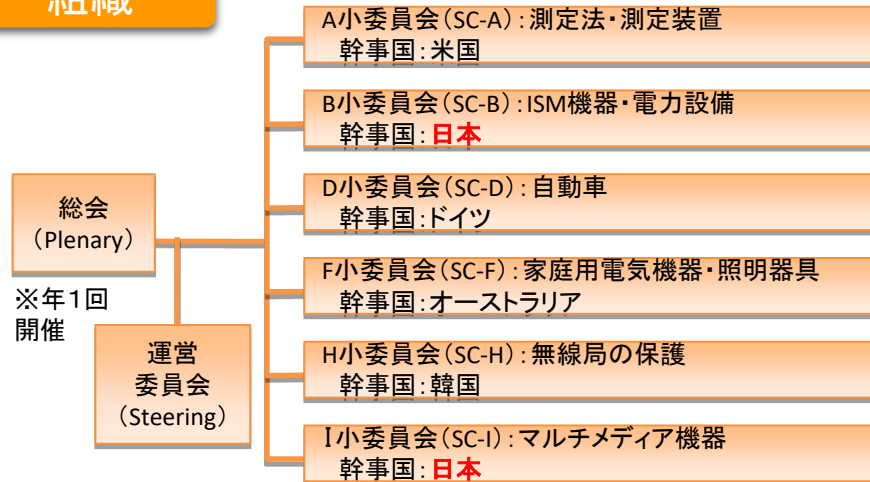 組織
A小委員会(SC-A):測定法・測定装置
幹事国:米国
B小委員会(SC-B):ISM機器・電力設備
幹事国:日本
D小委員会(SC-D):自動車
幹事国:ドイツ
F小委員会(SC-F):家庭用電気機器・照明器具
幹事国:オーストラリア
H小委員会(SC-H):無線局の保護
幹事国:韓国
I小委員会(SC-I):マルチメディア機器
幹事国:日本
総会
(Plenary)
※年1回
開催
運営
委員会
(Steering)